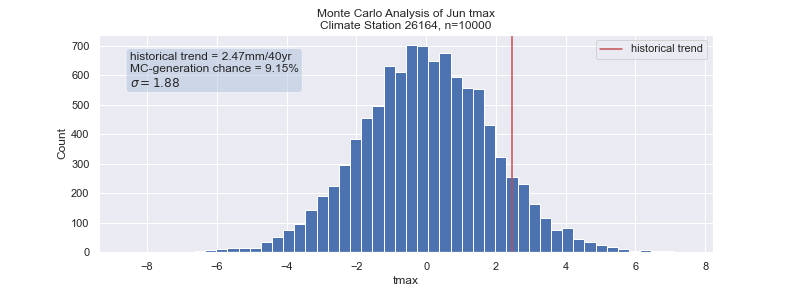 Monte Carlo Analysis of Jun tmax
Climate Station 26164, n=10000
historical trend = 2.47mm/40yr
MC-generation chance = 9.15%
σ = 1.88
historical trend
Count
700
600
500
400
300
200
100
0
−8 −6 −4 −2 0 2 4 6 8
tmax